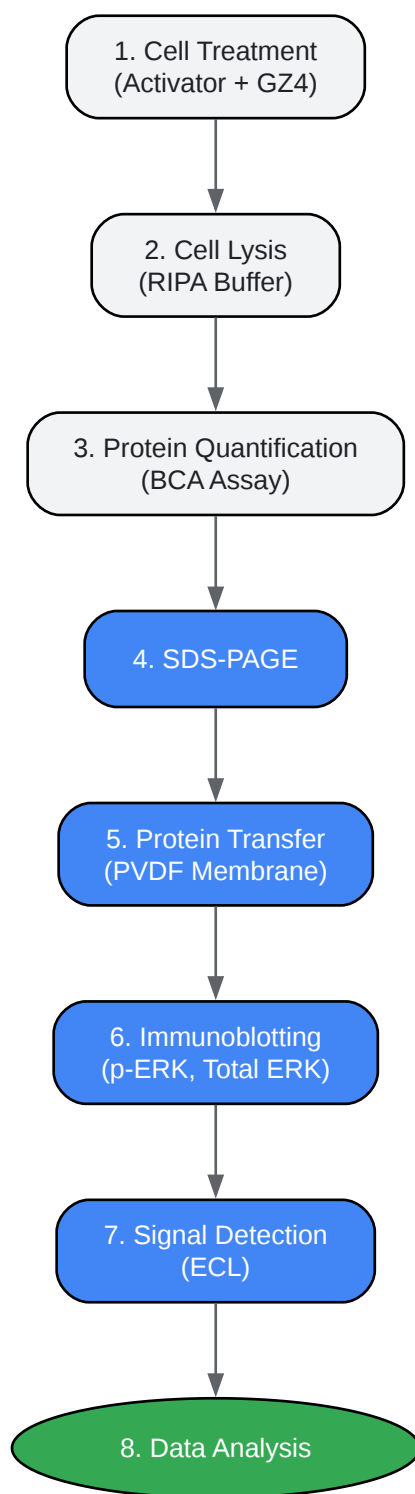 1. Cell Treatment
(Activator + GZ4)
2. Cell Lysis
(RIPA Buffer)
3. Protein Quantification
(BCA Assay)
4. SDS-PAGE
5. Protein Transfer
(PVDF Membrane)
6. Immunoblotting
(p-ERK, Total ERK)
7. Signal Detection
(ECL)
8. Data Analysis